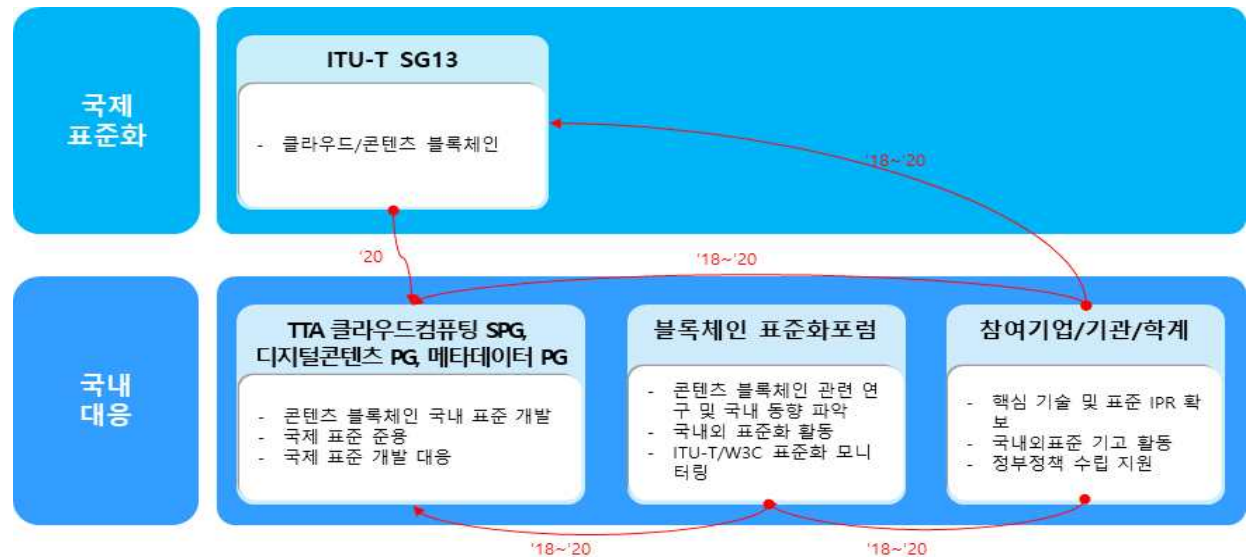 국제
표준화
ITU-T SG13
- 클라우드/콘텐츠 블록체인
'18~'20
'20
'18~'20
국내
대응
TTA 클라우드컴퓨팅 SPG,
디지털콘텐츠 PG, 메타데이터 PG
- 콘텐츠 블록체인 국내 표준 개발
- 국제 표준 준용
- 국제 표준 개발 대응
블록체인 표준화포럼
- 콘텐츠 블록체인 관련 연
구 및 국내 동향 파악
- 국내외 표준화 활동
- ITU-T/W3C 표준화 모니
터링
참여기업/기관/학계
- 핵심 기술 및 표준 IPR 확
보
- 국내외표준 기고 활동
- 정부정책 수립 지원
'18~'20
'18~'20